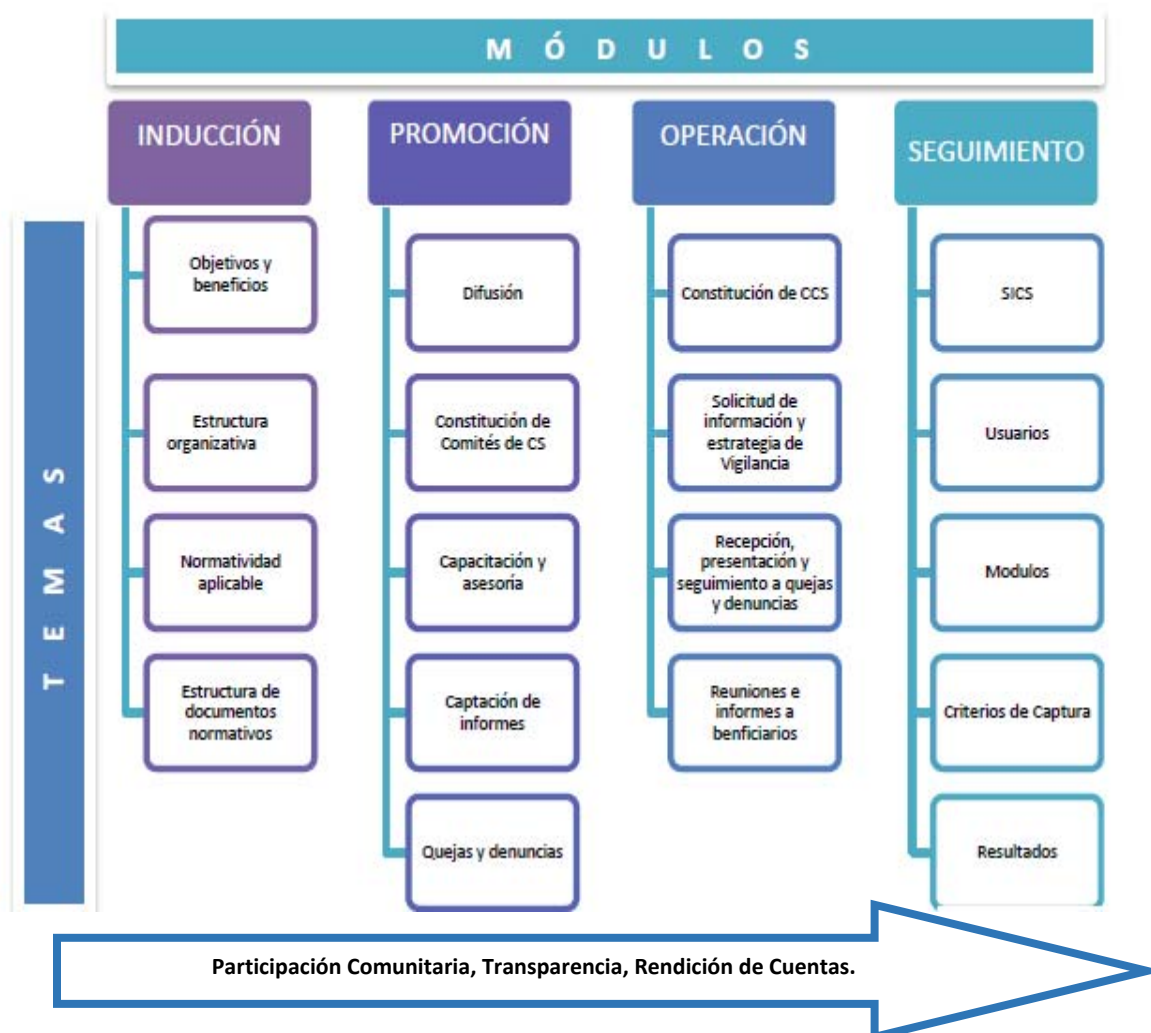 M Ó D U L O S
INDUCCIÓN
PROMOCIÓN
OPERACIÓN
SEGUIMIENTO
T E M A S
Objetivos y
beneficios
Estructura
organizativa
Normatividad
aplicable
Estructura de
documentos
normativos
Difusión
Constitución de
Comités de CS
Capacitación y
asesoría
Captación de
informes
Quejas y denuncias
Constitución de CCS
Solicitud de
información y
estrategia de
Vigilancia
Recepción,
presentación y
seguimiento a quejas
y denuncias
Reuniones e
informes a
benficiarios
SICS
Usuarios
Modulos
Criterios de Captura
Resultados
Participación Comunitaria, Transparencia, Rendición de Cuentas.